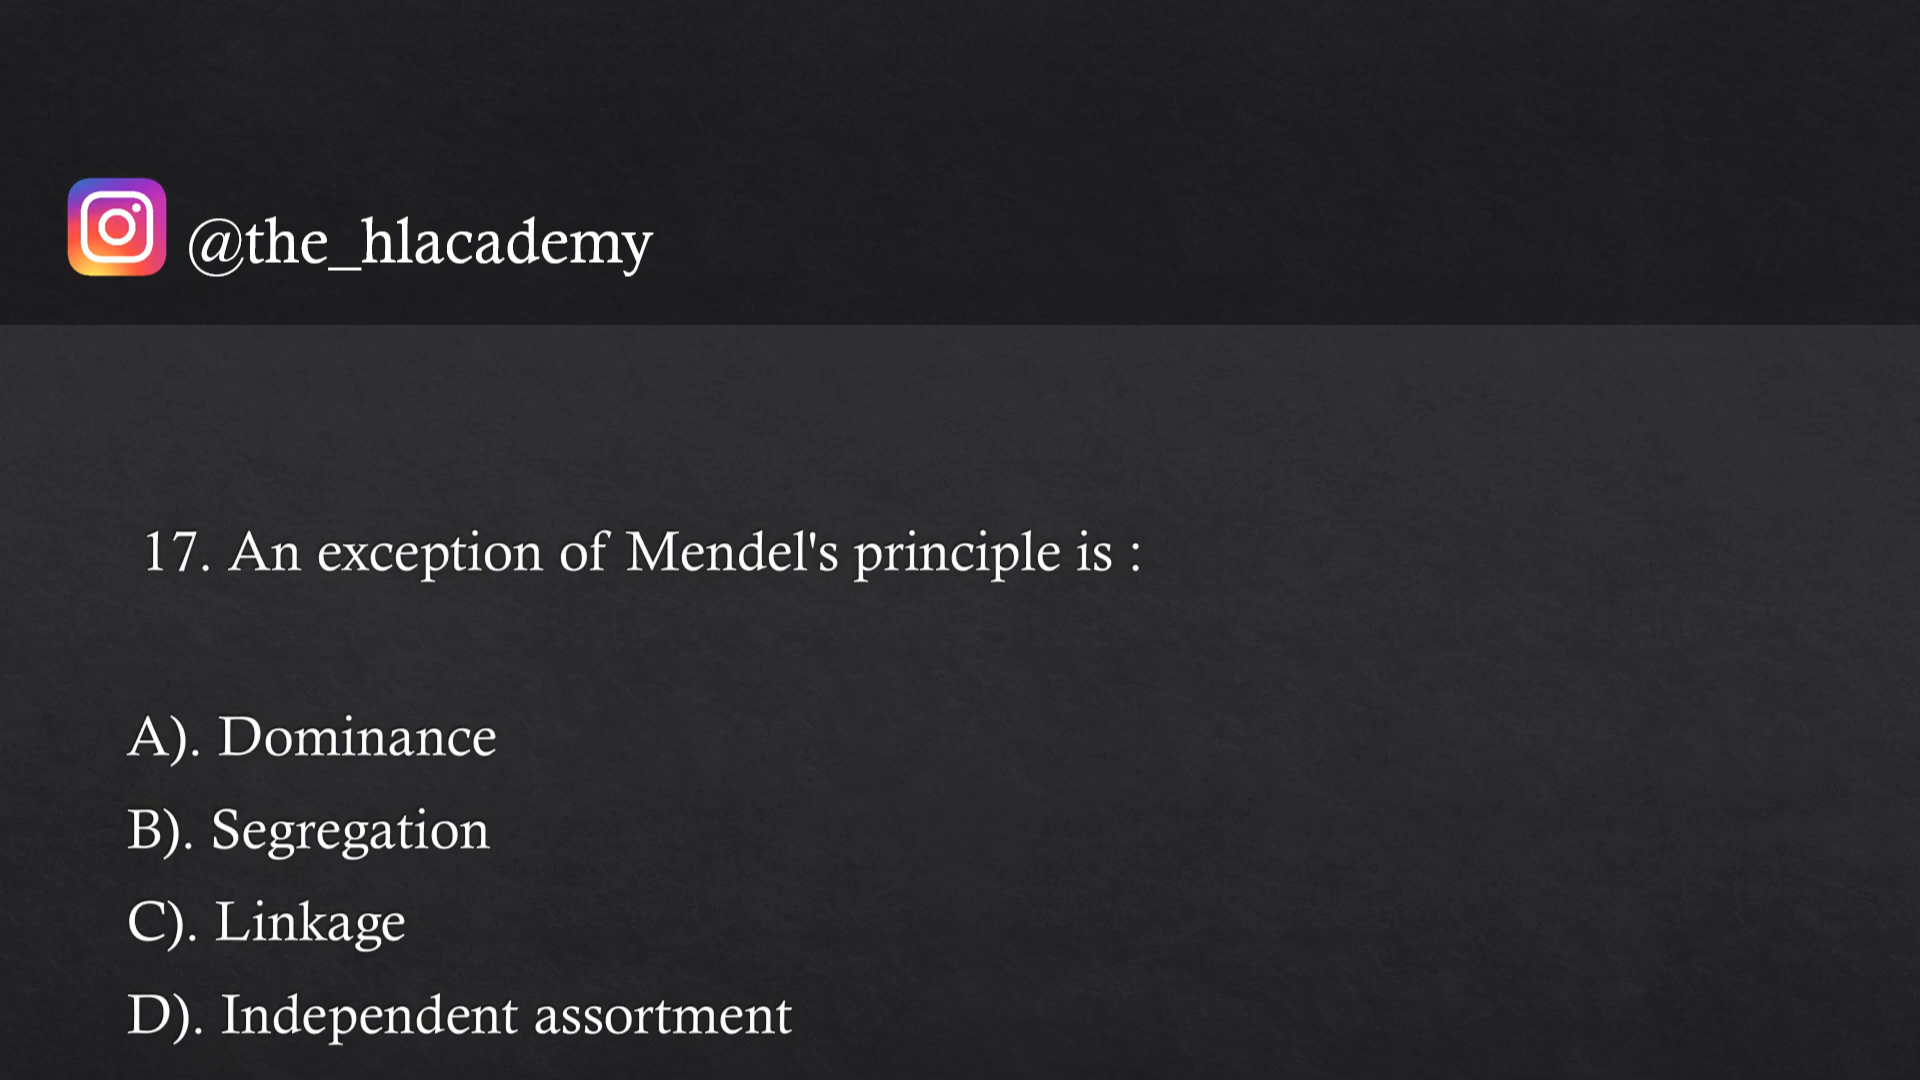 @the_hlacademy
17. An exception of Mendel's principle is :
A). Dominance
B). Segregation
C). Linkage
D). Independent assortment